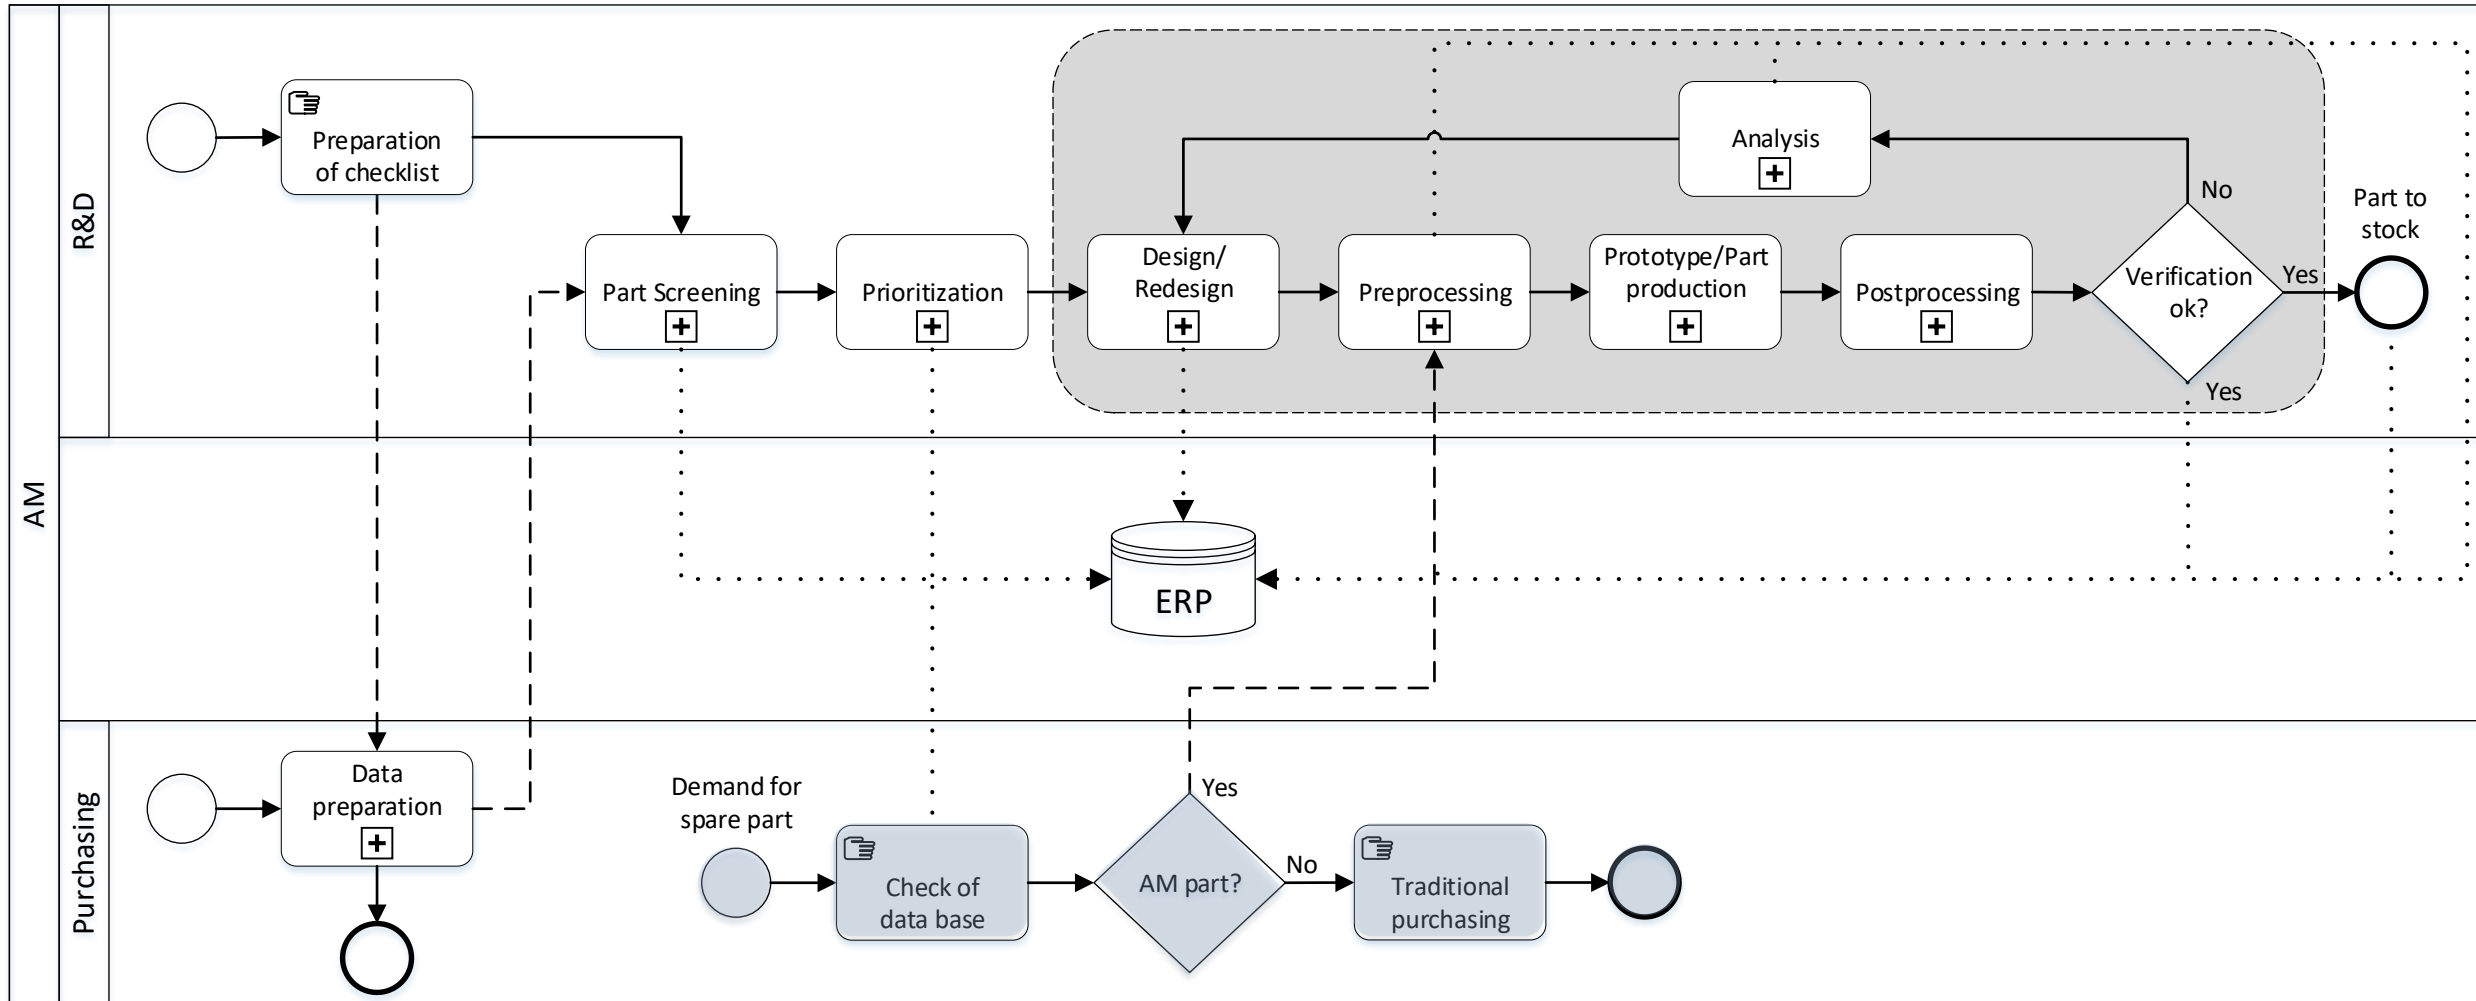 AM
R&D
Preparation
of checklist
Part Screening
Prioritization
Design/
Redesign
Preprocessing
Prototype/Part
production
Postprocessing
Analysis
Verification
ok?
No
Yes
Yes
Part to
stock
ERP
Purchasing
Data
preparation
Demand for
spare part
Check of
data base
AM part?
Yes
No
Traditional
purchasing